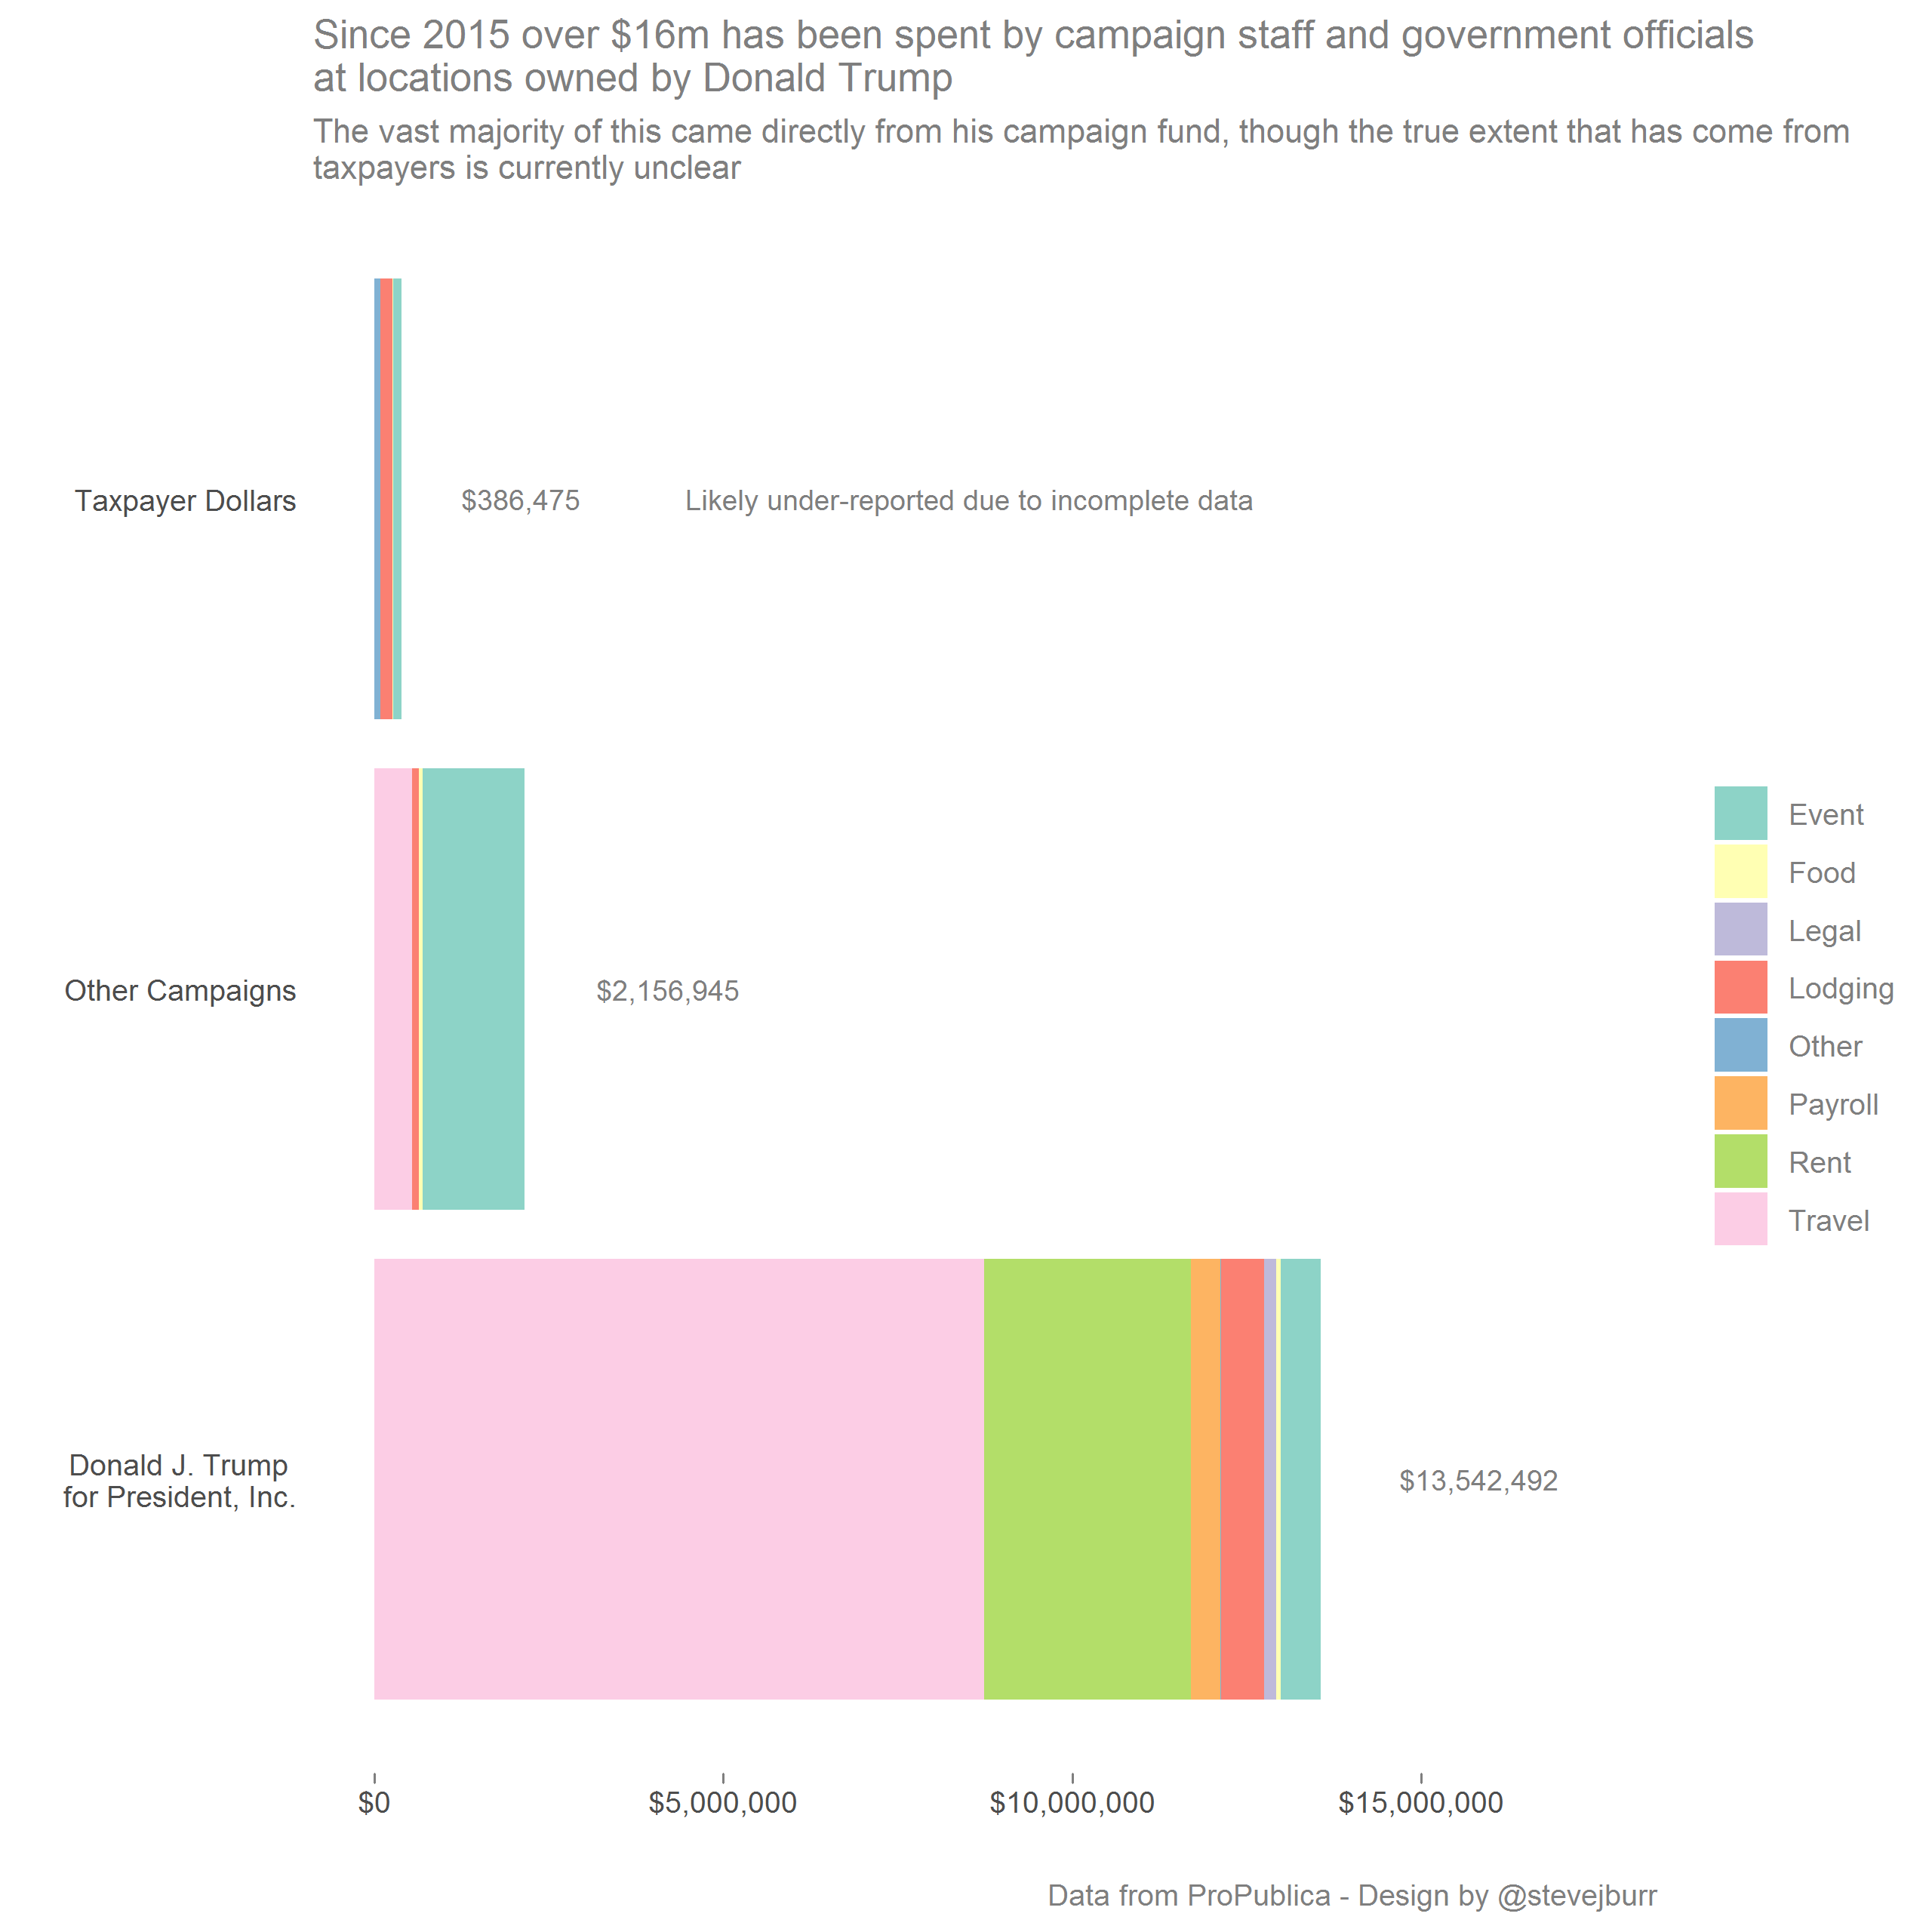 Since 2015 over $16m has been spent by campaign staff and government officials
at locations owned by Donald Trump
The vast majority of this came directly from his campaign fund, though the true extent that has come from
taxpayers is currently unclear
Taxpayer Dollars
$386,475
Likely under-reported due to incomplete data
Other Campaigns
$2,156,945
Donald J. Trump
for President, Inc.
$13,542,492
Event
Food
Legal
Lodging
Other
Payroll
Rent
Travel
$0
$5,000,000
$10,000,000
$15,000,000
Data from ProPublica - Design by @stevejburr